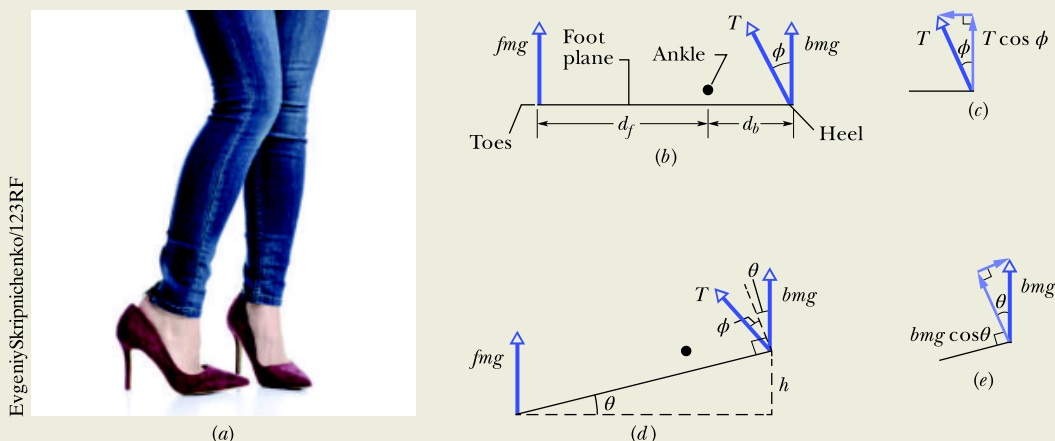 EvgeniySkripnichenko/123RF
(a)
fmg
Foot
plane
Ankle
T
ϕ
bmg
Toes
d_f
d_b
Heel
(b)
T
ϕ
T cos ϕ
(c)
fmg
T
ϕ
θ
bmg
θ
h
(d)
θ
bmg
bmg cosθ
(e)